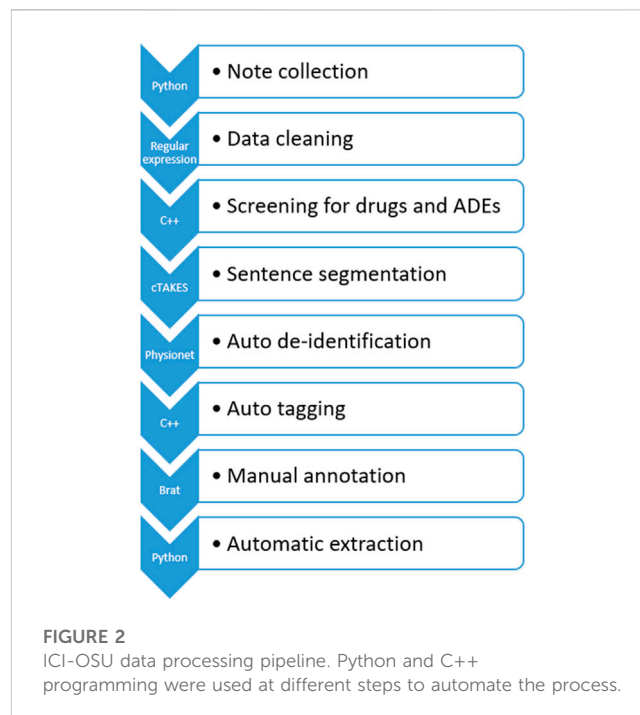 Python
• Note collection
Regular
expression
• Data cleaning
C++
• Screening for drugs and ADEs
cTAKES
• Sentence segmentation
Physionet
• Auto de-identification
C++
• Auto tagging
Brat
• Manual annotation
Python
• Automatic extraction
FIGURE 2
ICI-OSU data processing pipeline. Python and C++
programming were used at different steps to automate the process.